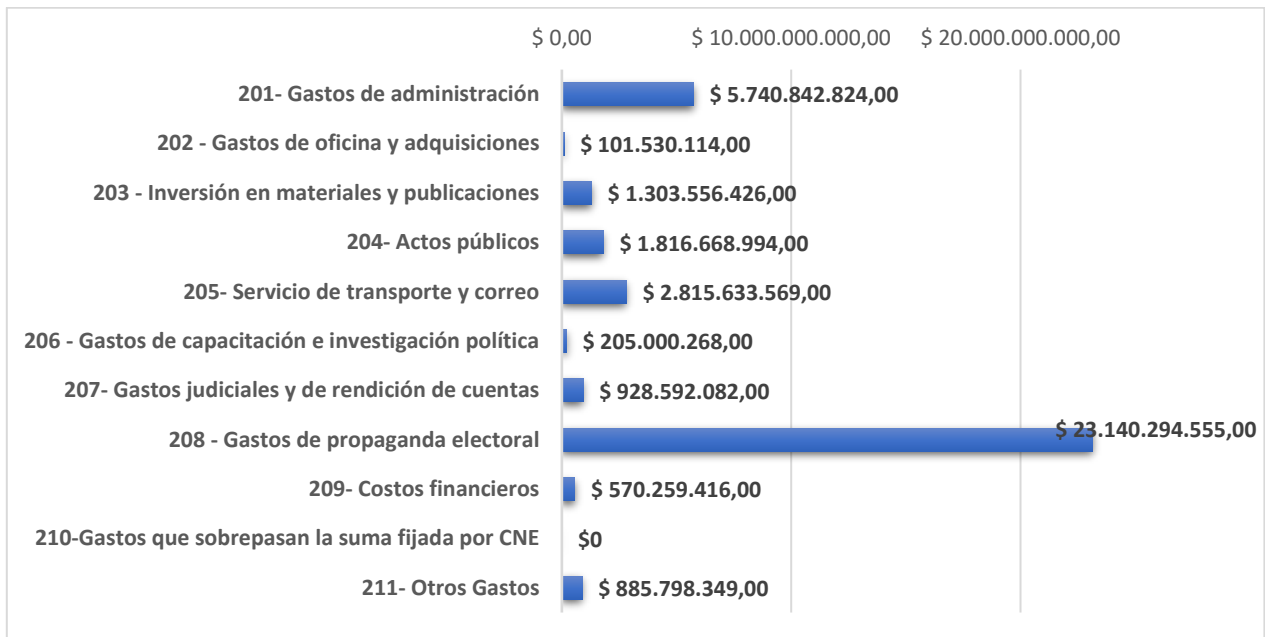 $ 0,00 $ 10.000.000.000,00 $ 20.000.000.000,00
201- Gastos de administración $ 5.740.842.824,00
202 - Gastos de oficina y adquisiciones $ 101.530.114,00
203 - Inversión en materiales y publicaciones $ 1.303.556.426,00
204- Actos públicos $ 1.816.668.994,00
205- Servicio de transporte y correo $ 2.815.633.569,00
206 - Gastos de capacitación e investigación política $ 205.000.268,00
207- Gastos judiciales y de rendición de cuentas $ 928.592.082,00
208 - Gastos de propaganda electoral $ 23.140.294.555,00
209- Costos financieros $ 570.259.416,00
210-Gastos que sobrepasan la suma fijada por CNE $0
211- Otros Gastos $ 885.798.349,00